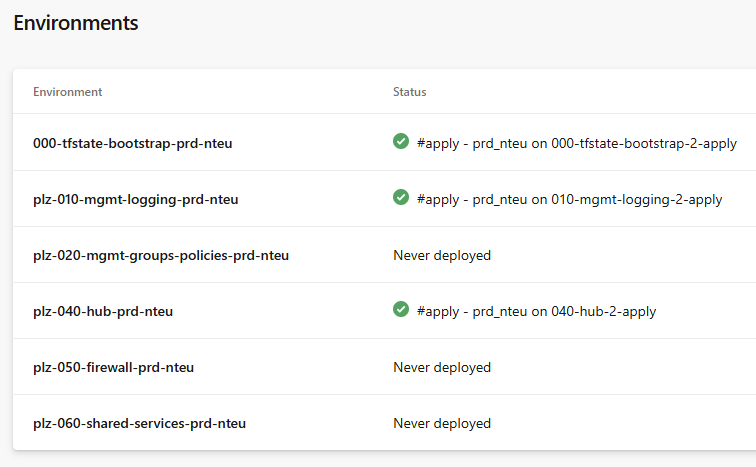 Environments
Environment Status
000-tfstate-bootstrap-prd-nteu #apply - prd_nteu on 000-tfstate-bootstrap-2-apply
plz-010-mgmt-logging-prd-nteu #apply - prd_nteu on 010-mgmt-logging-2-apply
plz-020-mgmt-groups-policies-prd-nteu Never deployed
plz-040-hub-prd-nteu #apply - prd_nteu on 040-hub-2-apply
plz-050-firewall-prd-nteu Never deployed
plz-060-shared-services-prd-nteu Never deployed